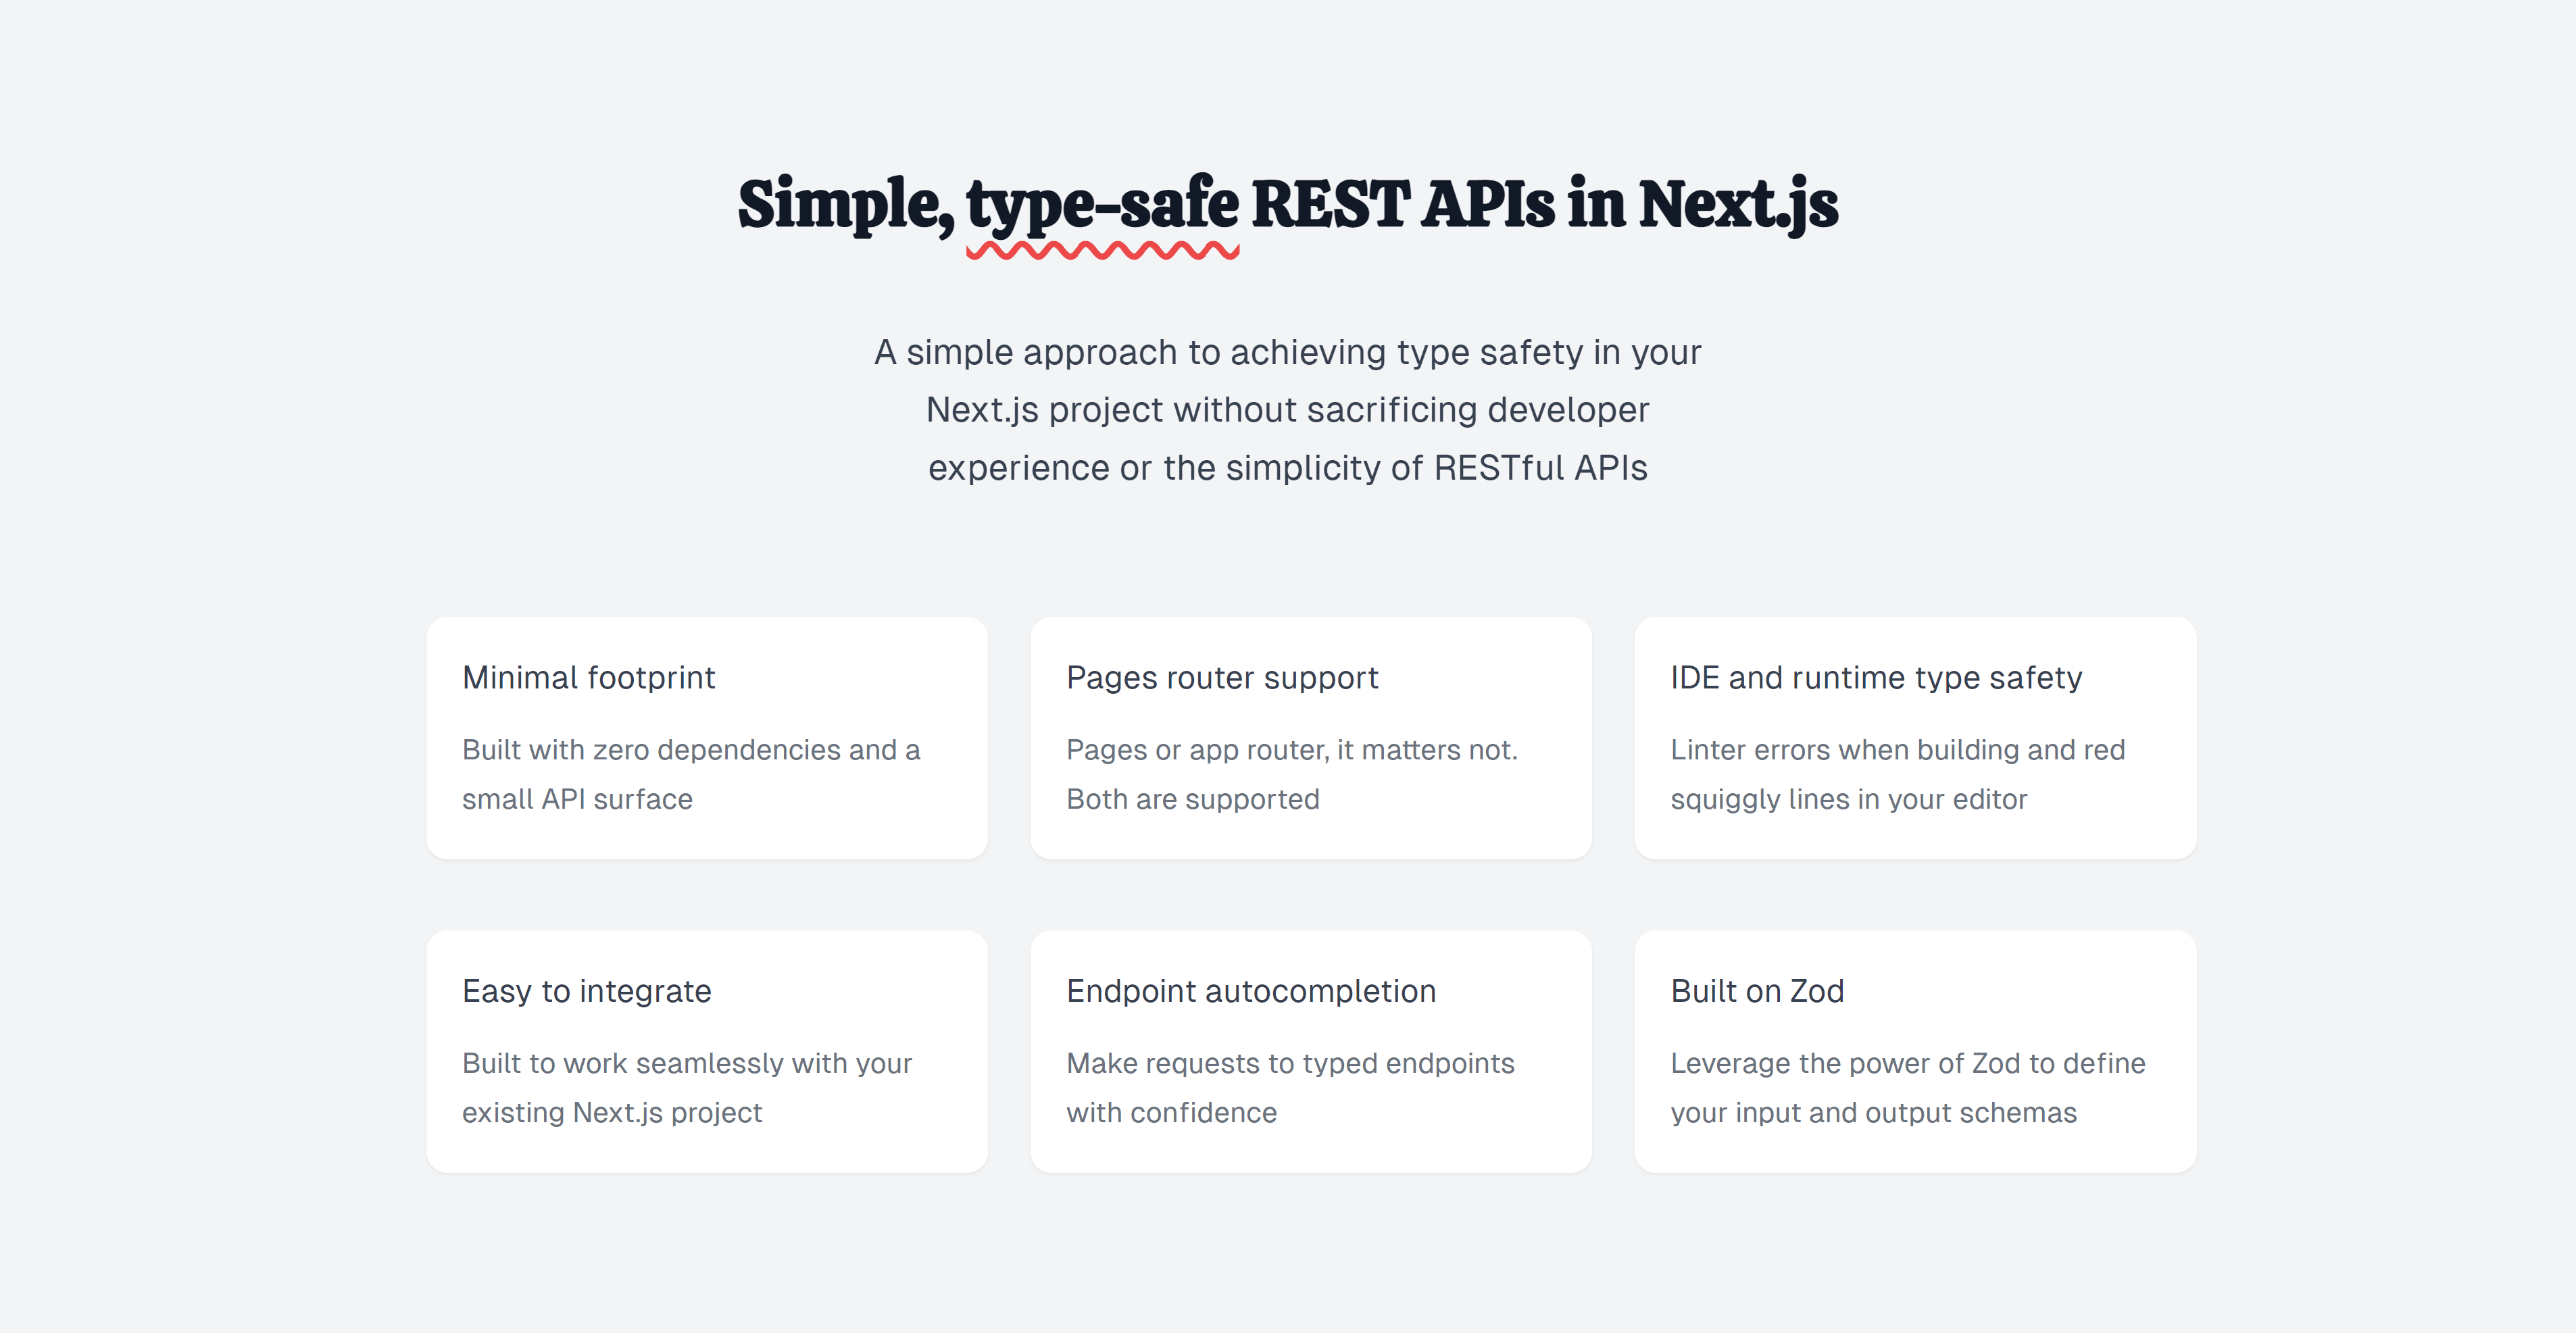 Simple, type-safe REST APIs in Next.js
A simple approach to achieving type safety in your
Next.js project without sacrificing developer
experience or the simplicity of RESTful APIs
Minimal footprint
Built with zero dependencies and a
small API surface
Pages router support
Pages or app router, it matters not.
Both are supported
IDE and runtime type safety
Linter errors when building and red
squiggly lines in your editor
Easy to integrate
Built to work seamlessly with your
existing Next.js project
Endpoint autocompletion
Make requests to typed endpoints
with confidence
Built on Zod
Leverage the power of Zod to define
your input and output schemas